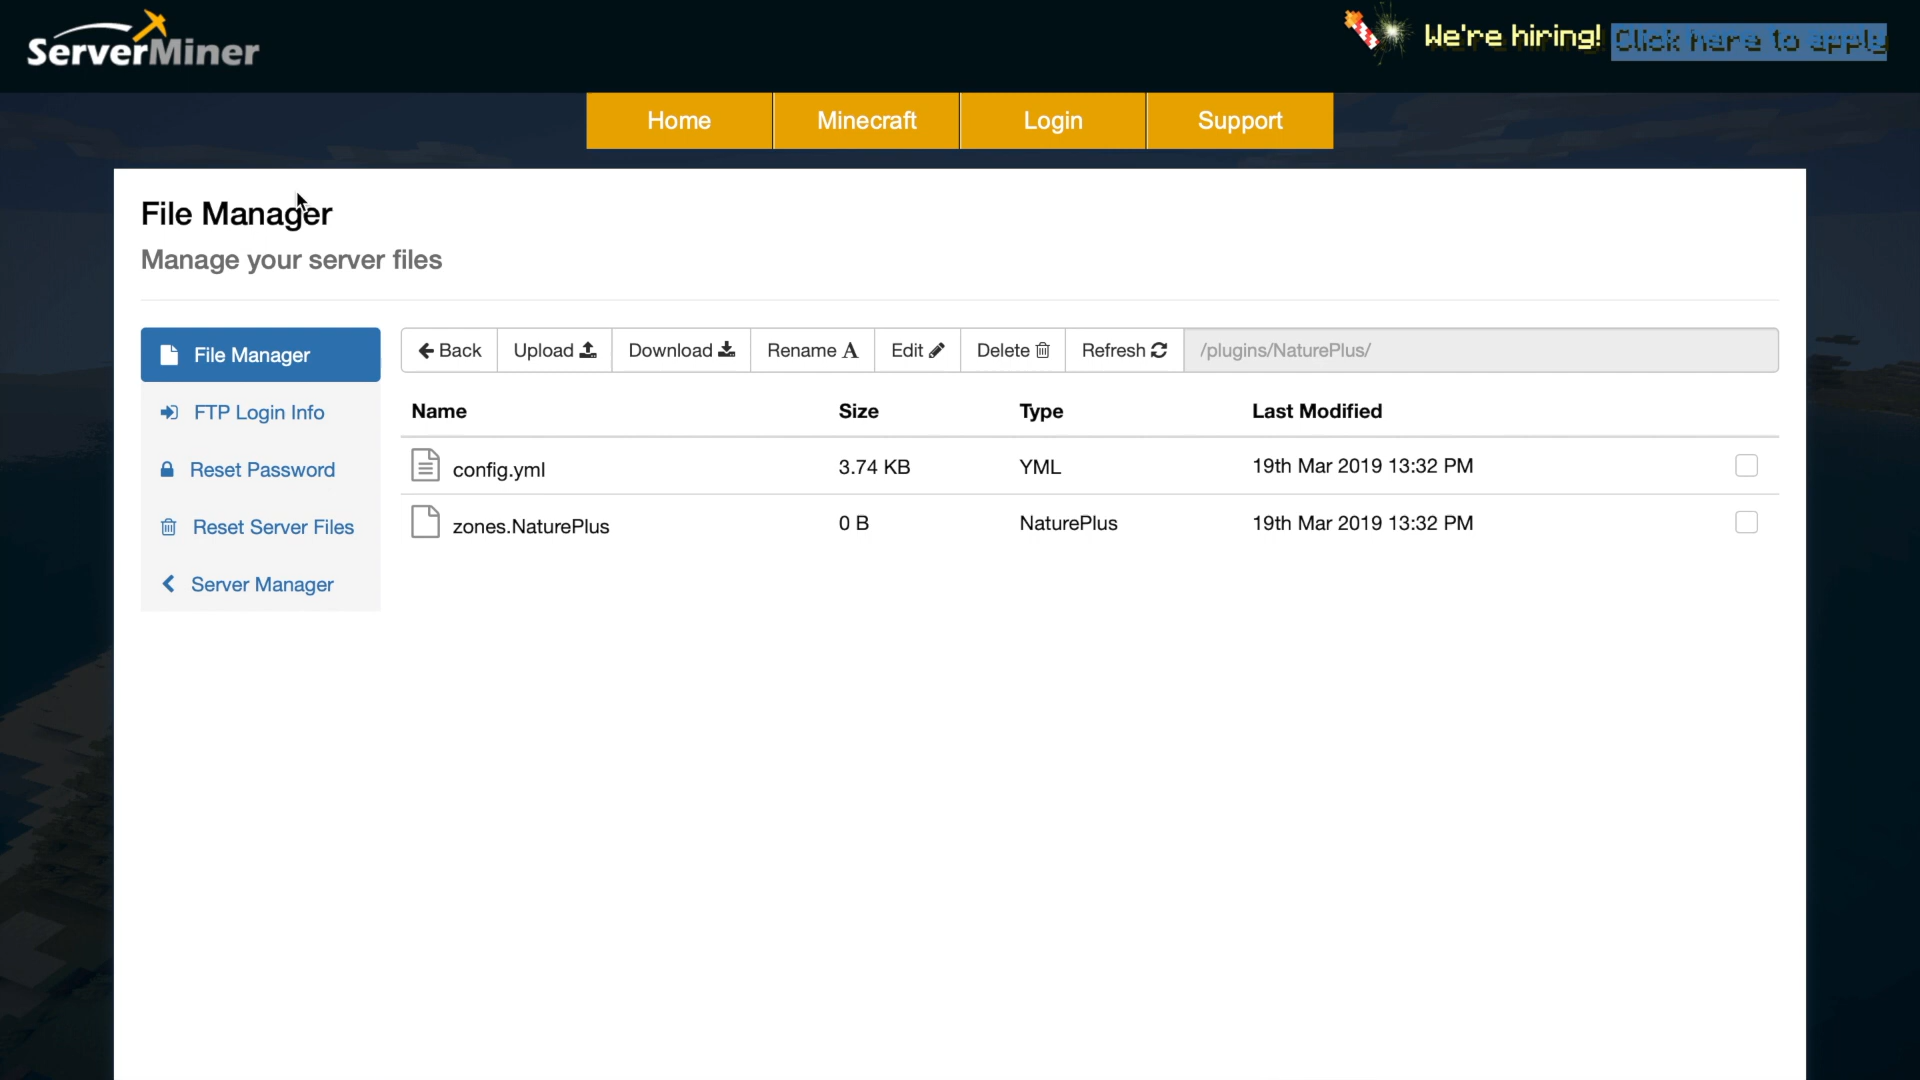 ServerMiner
We're hiring! Click here to apply
Home Minecraft Login Support
File Manager
Manage your server files
File Manager
FTP Login Info
Reset Password
Reset Server Files
Server Manager
Back Upload Download Rename A Edit Delete Refresh /plugins/NaturePlus/
Name Size Type Last Modified
config.yml 3.74 KB YML 19th Mar 2019 13:32 PM
zones.NaturePlus 0 B NaturePlus 19th Mar 2019 13:32 PM